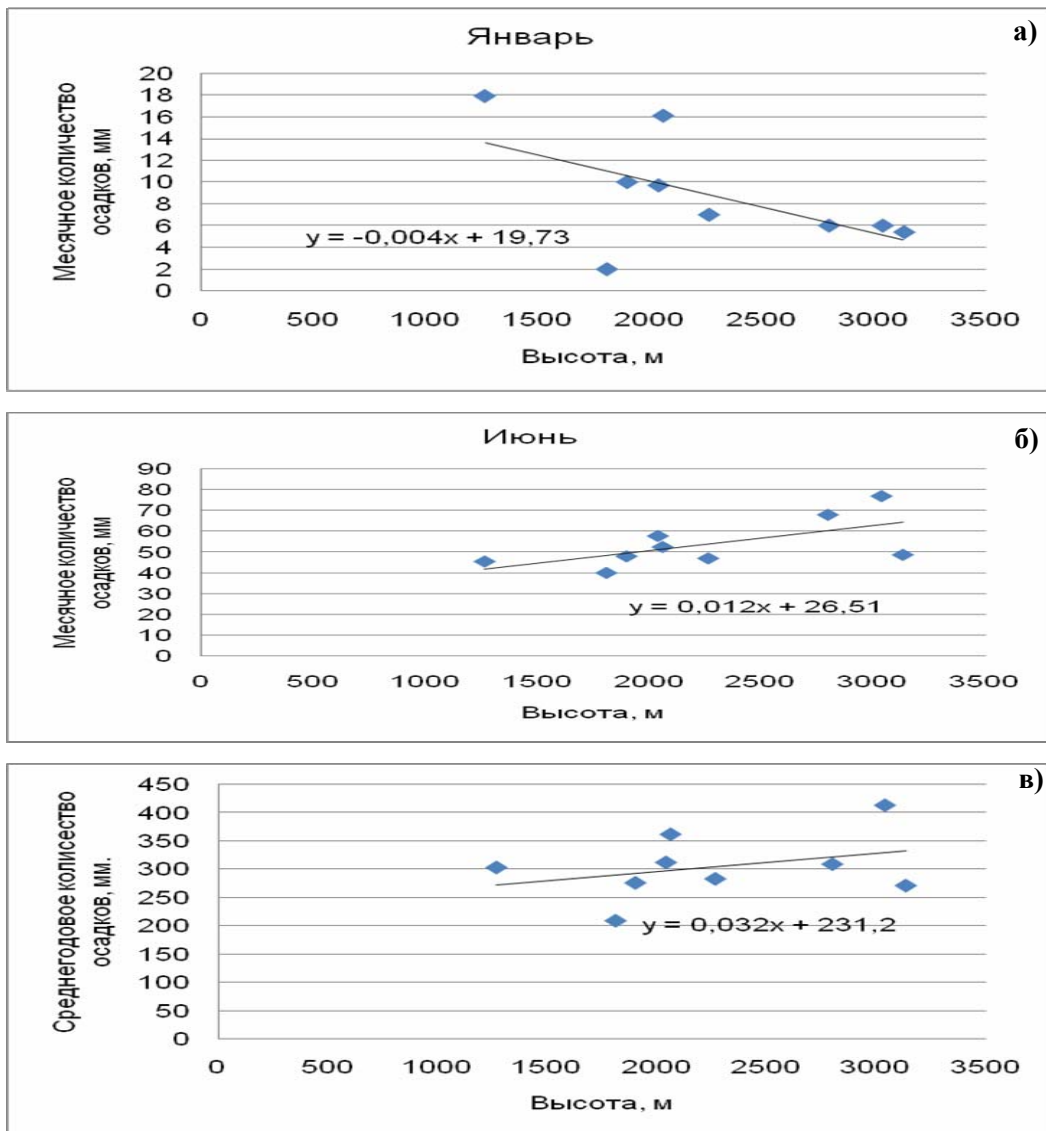 Январь
а)
Месячное количество
осадков, мм
20
18
16
14
12
10
8
6
4
2
0
y = -0,004x + 19,73
0 500 1000 1500 2000 2500 3000 3500
Высота, м
Июнь
б)
Месячное количество
осадков, мм
90
80
70
60
50
40
30
20
10
0
y = 0,012x + 26,51
0 500 1000 1500 2000 2500 3000 3500
Высота, м
в)
Среднегодовое колисество
осадков, мм.
450
400
350
300
250
200
150
100
50
0
y = 0,032x + 231,2
0 500 1000 1500 2000 2500 3000 3500
Высота, м